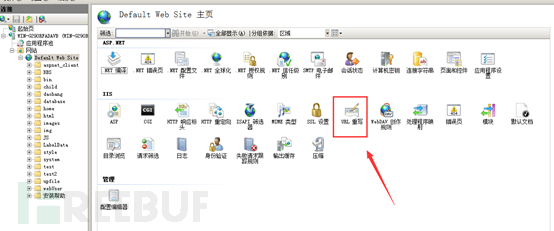 连接
起始页
WIN-G29OBFADAVB (WIN-G29OBFADAVB
应用程序池
网站
Default Web Site
aspnet_client
BBS
bin
child
database
home
html
images
img
JS
LabelData
style
system
test
test2
upfile
webUser
安装帮助
Default Web Site 主页
筛选:
全部显示(A)
分组依据:
区域
ASP.NET
.NET 编译
.NET 错误页
.NET 配置文件
.NET 全球化
.NET 授权规则
.NET 信任级别
SMTP 电子邮件
会话状态
计算机密钥
连接字符串
页面和控件
应用程序设置
IIS
ASP
CGI
HTTP 响应标头
HTTP 重定向
ISAPI 筛选器
MIME 类型
SSL 设置
URL 重写
WebDAV 创作规则
处理程序映射
错误页
模块
默认文档
目录浏览
请求筛选
日志
身份验证
失败请求跟踪规则
输出缓存
压缩
管理
配置编辑器
FREEBUF